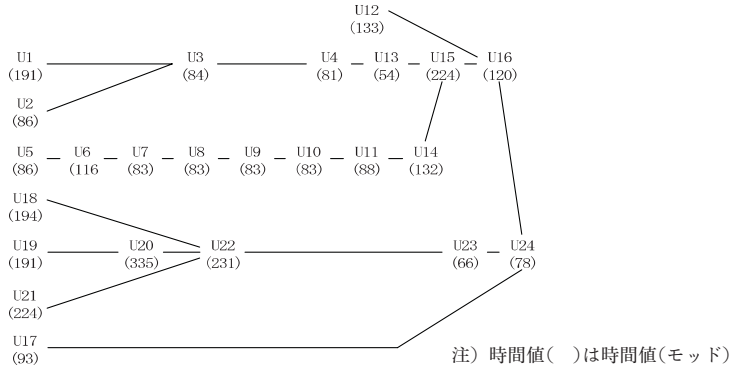 U12
(133)
U1 U3 U4 U13 U15 U16
(191) (84) (81) (54) (224) (120)
U2
(86)
U5 U6 U7 U8 U9 U10 U11 U14
(86) (116 (83) (83) (83) (83) (88) (132)
U18
(194)
U19 U20 U22 U23 U24
(191) (335) (231) (66) (78)
U21
(224)
U17
(93)
注) 時間値( )は時間値(モッド)